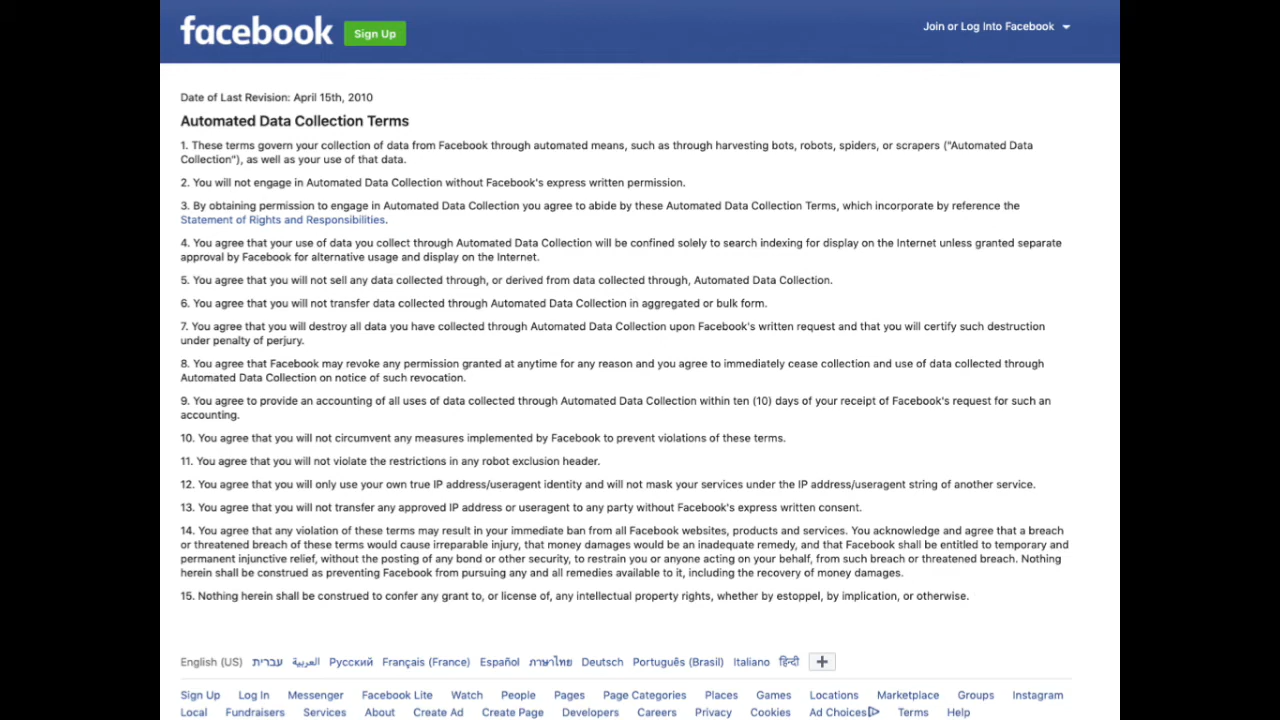 facebook
Sign Up
Join or Log Into Facebook
Date of Last Revision: April 15th, 2010
Automated Data Collection Terms
1. These terms govern your collection of data from Facebook through automated means, such as through harvesting bots, robots, spiders, or scrapers ("Automated Data
Collection"), as well as your use of that data.
2. You will not engage in Automated Data Collection without Facebook's express written permission.
3. By obtaining permission to engage in Automated Data Collection you agree to abide by these Automated Data Collection Terms, which incorporate by reference the
Statement of Rights and Responsibilities.
4. You agree that your use of data you collect through Automated Data Collection will be confined solely to search indexing for display on the Internet unless granted separate
approval by Facebook for alternative usage and display on the Internet.
5. You agree that you will not sell any data collected through, or derived from data collected through, Automated Data Collection.
6. You agree that you will not transfer data collected through Automated Data Collection in aggregated or bulk form.
7. You agree that you will destroy all data you have collected through Automated Data Collection upon Facebook's written request and that you will certify such destruction
under penalty of perjury.
8. You agree that Facebook may revoke any permission granted at anytime for any reason and you agree to immediately cease collection and use of data collected through
Automated Data Collection on notice of such revocation.
9. You agree to provide an accounting of all uses of data collected through Automated Data Collection within ten (10) days of your receipt of Facebook's request for such an
accounting.
10. You agree that you will not circumvent any measures implemented by Facebook to prevent violations of these terms.
11. You agree that you will not violate the restrictions in any robot exclusion header.
12. You agree that you will only use your own true IP address/useragent identity and will not mask your services under the IP address/useragent string of another service.
13. You agree that you will not transfer any approved IP address or useragent to any party without Facebook's express written consent.
14. You agree that any violation of these terms may result in your immediate ban from all Facebook websites, products and services. You acknowledge and agree that a breach
or threatened breach of these terms would cause irreparable injury, that money damages would be an inadequate remedy, and that Facebook shall be entitled to temporary and
permanent injunctive relief, without the posting of any bond or other security, to restrain you or anyone acting on your behalf, from such breach or threatened breach. Nothing
herein shall be construed as preventing Facebook from pursuing any and all remedies available to it, including the recovery of money damages.
15. Nothing herein shall be construed to confer any grant to, or license of, any intellectual property rights, whether by estoppel, by implication, or otherwise.
English (US) עברית العربية Русский Français (France) Español ภาษาไทย Deutsch Português (Brasil) Italiano हिन्दी +
Sign Up Log In Messenger Facebook Lite Watch People Pages Page Categories Places Games Locations Marketplace Groups Instagram
Local Fundraisers Services About Create Ad Create Page Developers Careers Privacy Cookies Ad Choices Terms Help